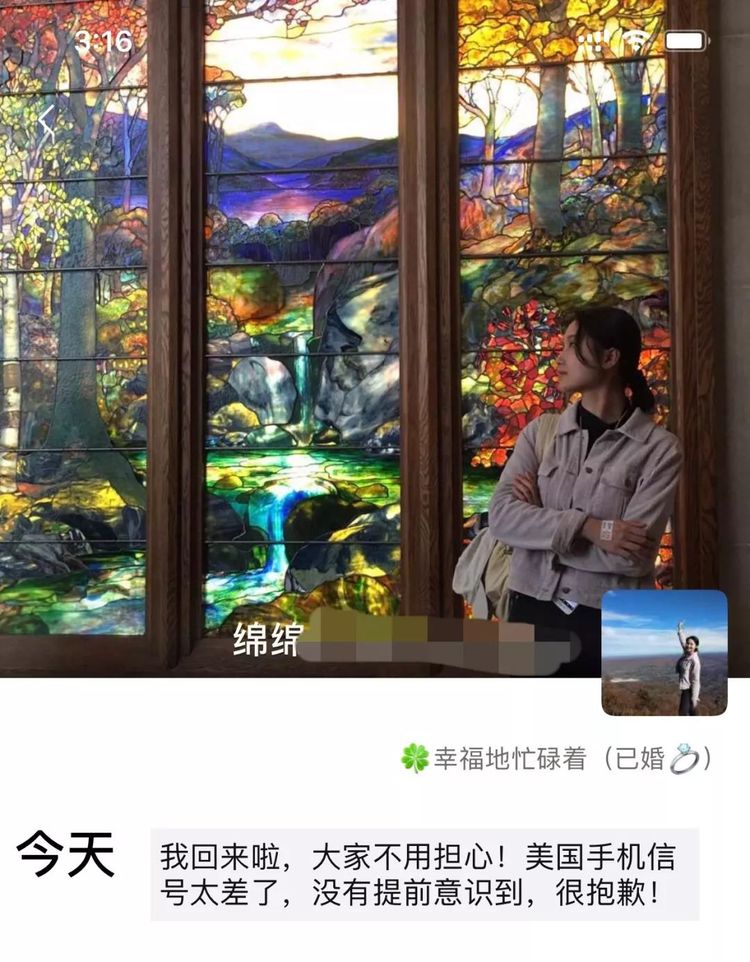 3:16
绵绵
🍀幸福地忙碌着（已婚💍）
今天
我回来啦，大家不用担心！美国手机信
号太差了，没有提前意识到，很抱歉！